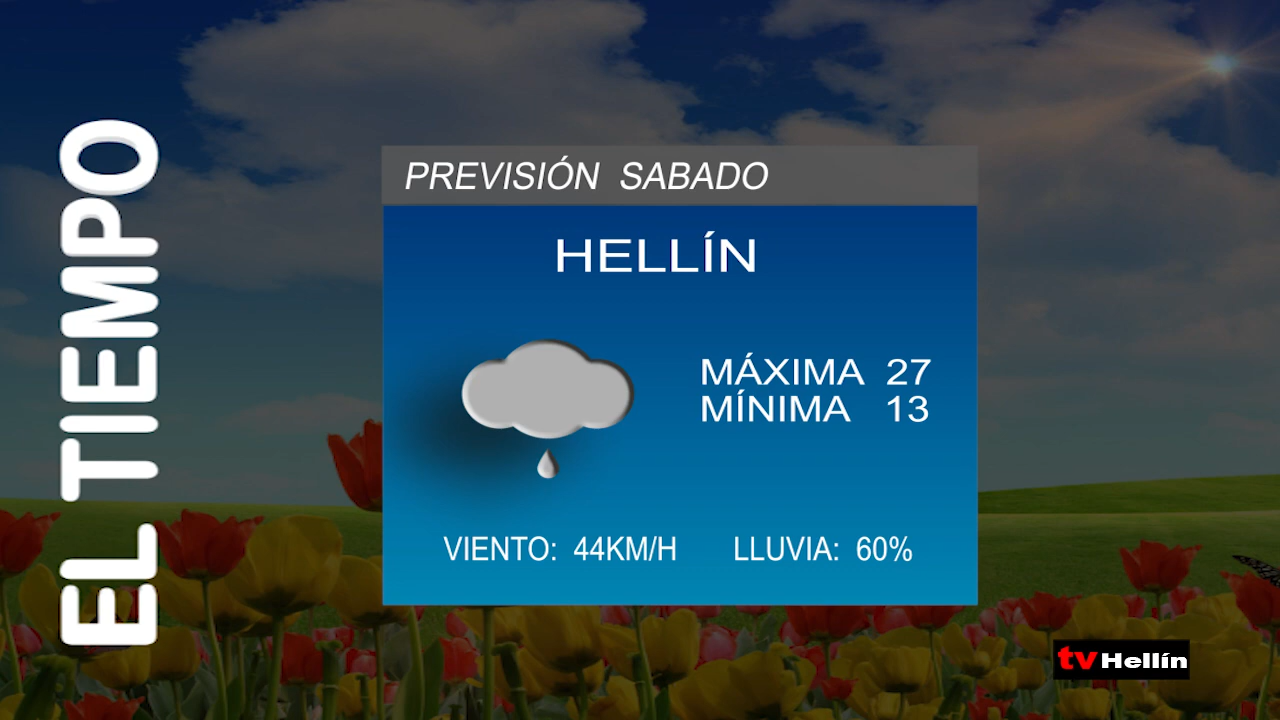 EL TIEMPO
PREVISIÓN SABADO
HELLÍN
MÁXIMA 27
MÍNIMA 13
VIENTO: 44KM/H LLUVIA: 60%
tv Hellín